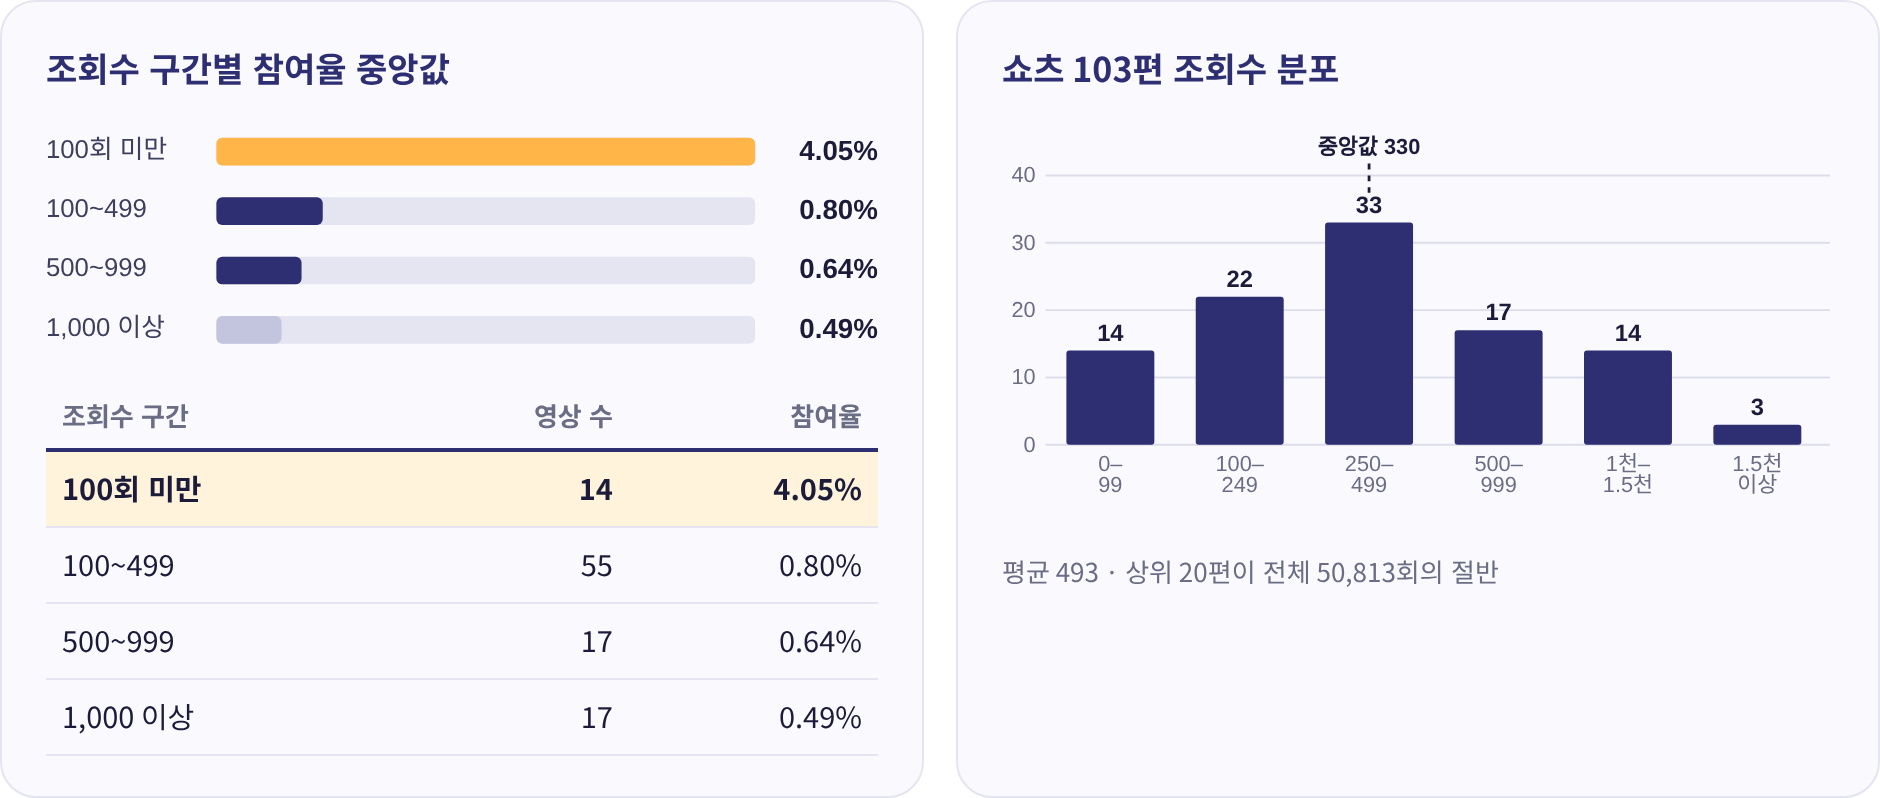 조회수 구간별 참여율 중앙값
100회 미만 4.05%
100~499 0.80%
500~999 0.64%
1,000 이상 0.49%
조회수 구간 영상 수 참여율
100회 미만 14 4.05%
100~499 55 0.80%
500~999 17 0.64%
1,000 이상 17 0.49%
쇼츠 103편 조회수 분포
중앙값 330
40
33
30
22
20
17
14
14
10
3
0
0– 100– 250– 500– 1천– 1.5천
99 249 499 999 1.5천 이상
평균 493 · 상위 20편이 전체 50,813회의 절반